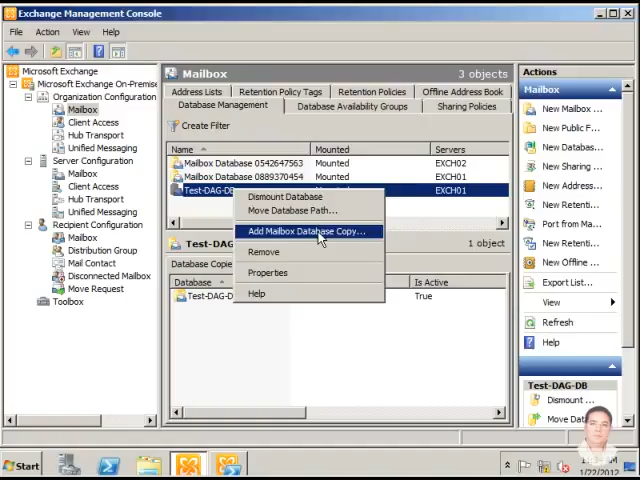 Exchange Management Console
File Action View Help
Microsoft Exchange
Microsoft Exchange On-Premise
Organization Configuration
Mailbox
Client Access
Hub Transport
Unified Messaging
Server Configuration
Mailbox
Client Access
Hub Transport
Unified Messaging
Recipient Configuration
Mailbox
Distribution Group
Mail Contact
Disconnected Mailbox
Move Request
Toolbox
Mailbox 3 objects
Address Lists Retention Policy Tags Retention Policies Offline Address Book
Database Management Database Availability Groups Sharing Policies
Create Filter
Name Mounted Servers
Mailbox Database 0542647563 Mounted EXCH02
Mailbox Database 0889370454 Mounted EXCH01
Test-DAG-DB Mounted EXCH01
Dismount Database
Move Database Path...
Add Mailbox Database Copy...
Remove
Properties
Help
Test-DAG 1 object
Database Copie
Database Is Active
Test-DAG-D True
Actions
Mailbox
New Mailbox ...
New Public F...
New Databas...
New Sharing ...
New Address...
New Retenti...
Port from Ma...
New Retenti...
New Offline ...
Export List...
View
Refresh
Help
Test-DAG-DB
Dismount ...
Move Data
Start
1/22/2012